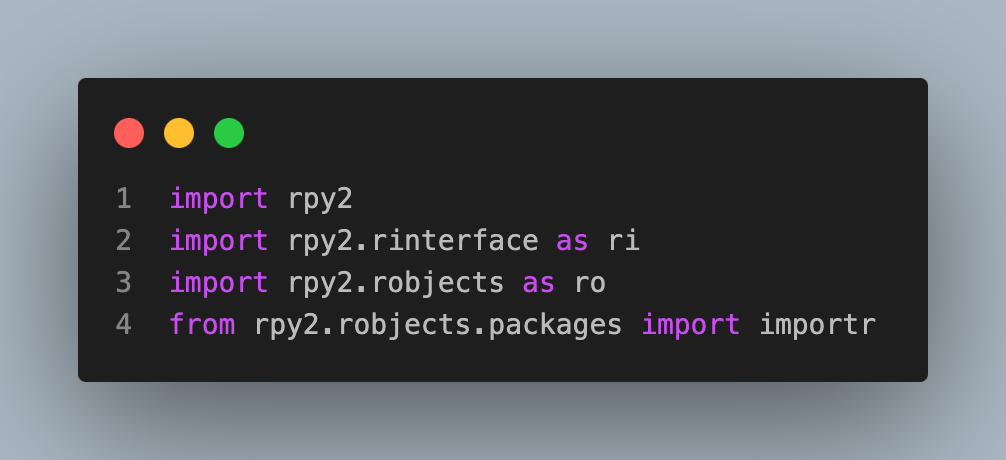 1 import rpy2
2 import rpy2.rinterface as ri
3 import rpy2.robjects as ro
4 from rpy2.robjects.packages import importr